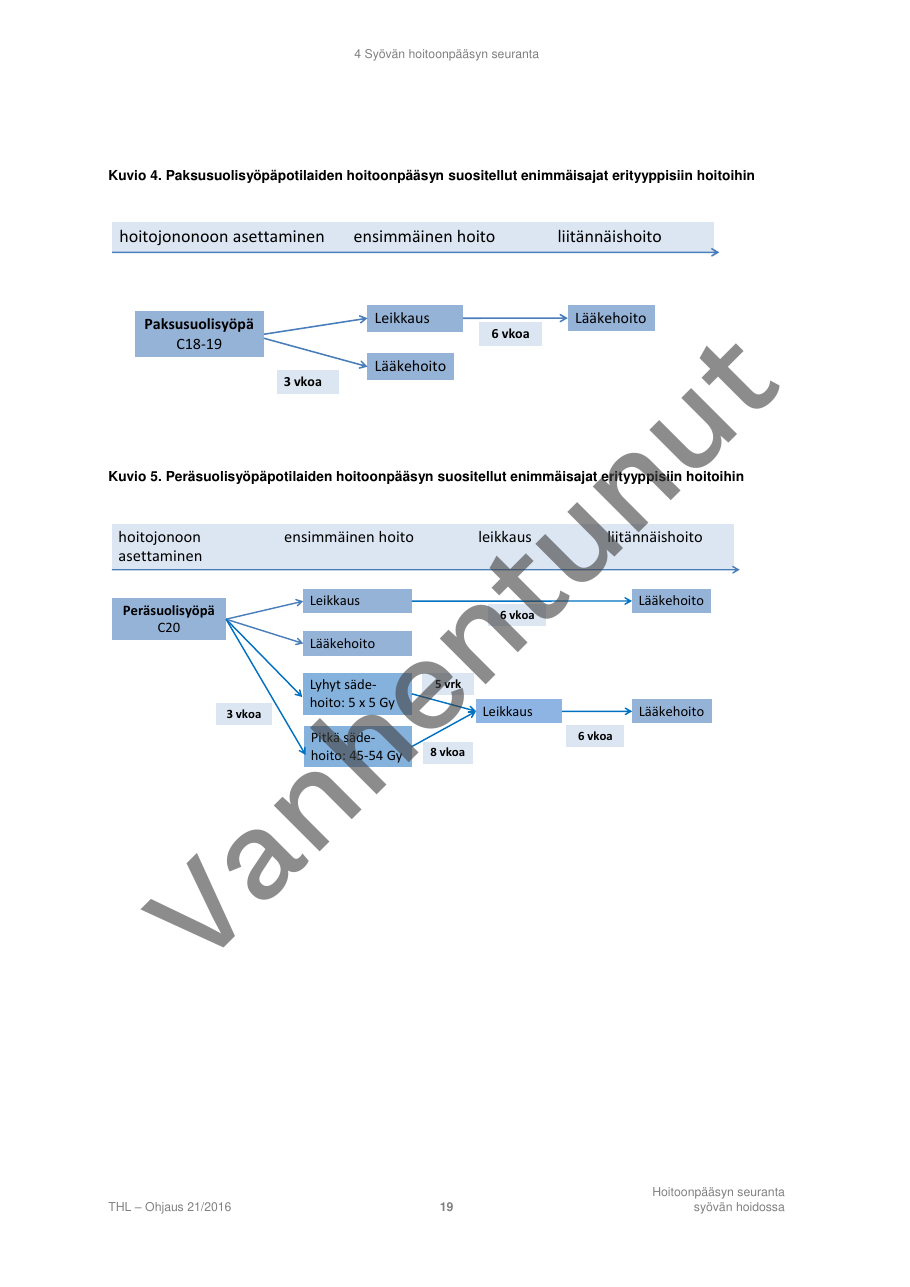 4 Syövän hoitoonpääsyn seuranta
Kuvio 4. Paksusuolisyöpäpotilaiden hoitoonpääsyn suositellut enimmäisajat erityyppisiin hoitoihin
hoitojononoon asettaminen ensimmäinen hoito liitännäishoito
Paksusuolisyöpä
C18-19
Leikkaus
Lääkehoito
6 vkoa
Lääkehoito
3 vkoa
Kuvio 5. Peräsuolisyöpäpotilaiden hoitoonpääsyn suositellut enimmäisajat erityyppisiin hoitoihin
hoitojonoon
asettaminen
ensimmäinen hoito leikkaus liitännäishoito
Peräsuolisyöpä
C20
Leikkaus
Lääkehoito
6 vkoa
Lääkehoito
Lyhyt säde-
hoito: 5 x 5 Gy
5 vrk
3 vkoa
Leikkaus
Lääkehoito
Pitkä säde-
hoito: 45-54 Gy
8 vkoa
6 vkoa
Vanhentunut
THL – Ohjaus 21/2016
19
Hoitoonpääsyn seuranta
syövän hoidossa